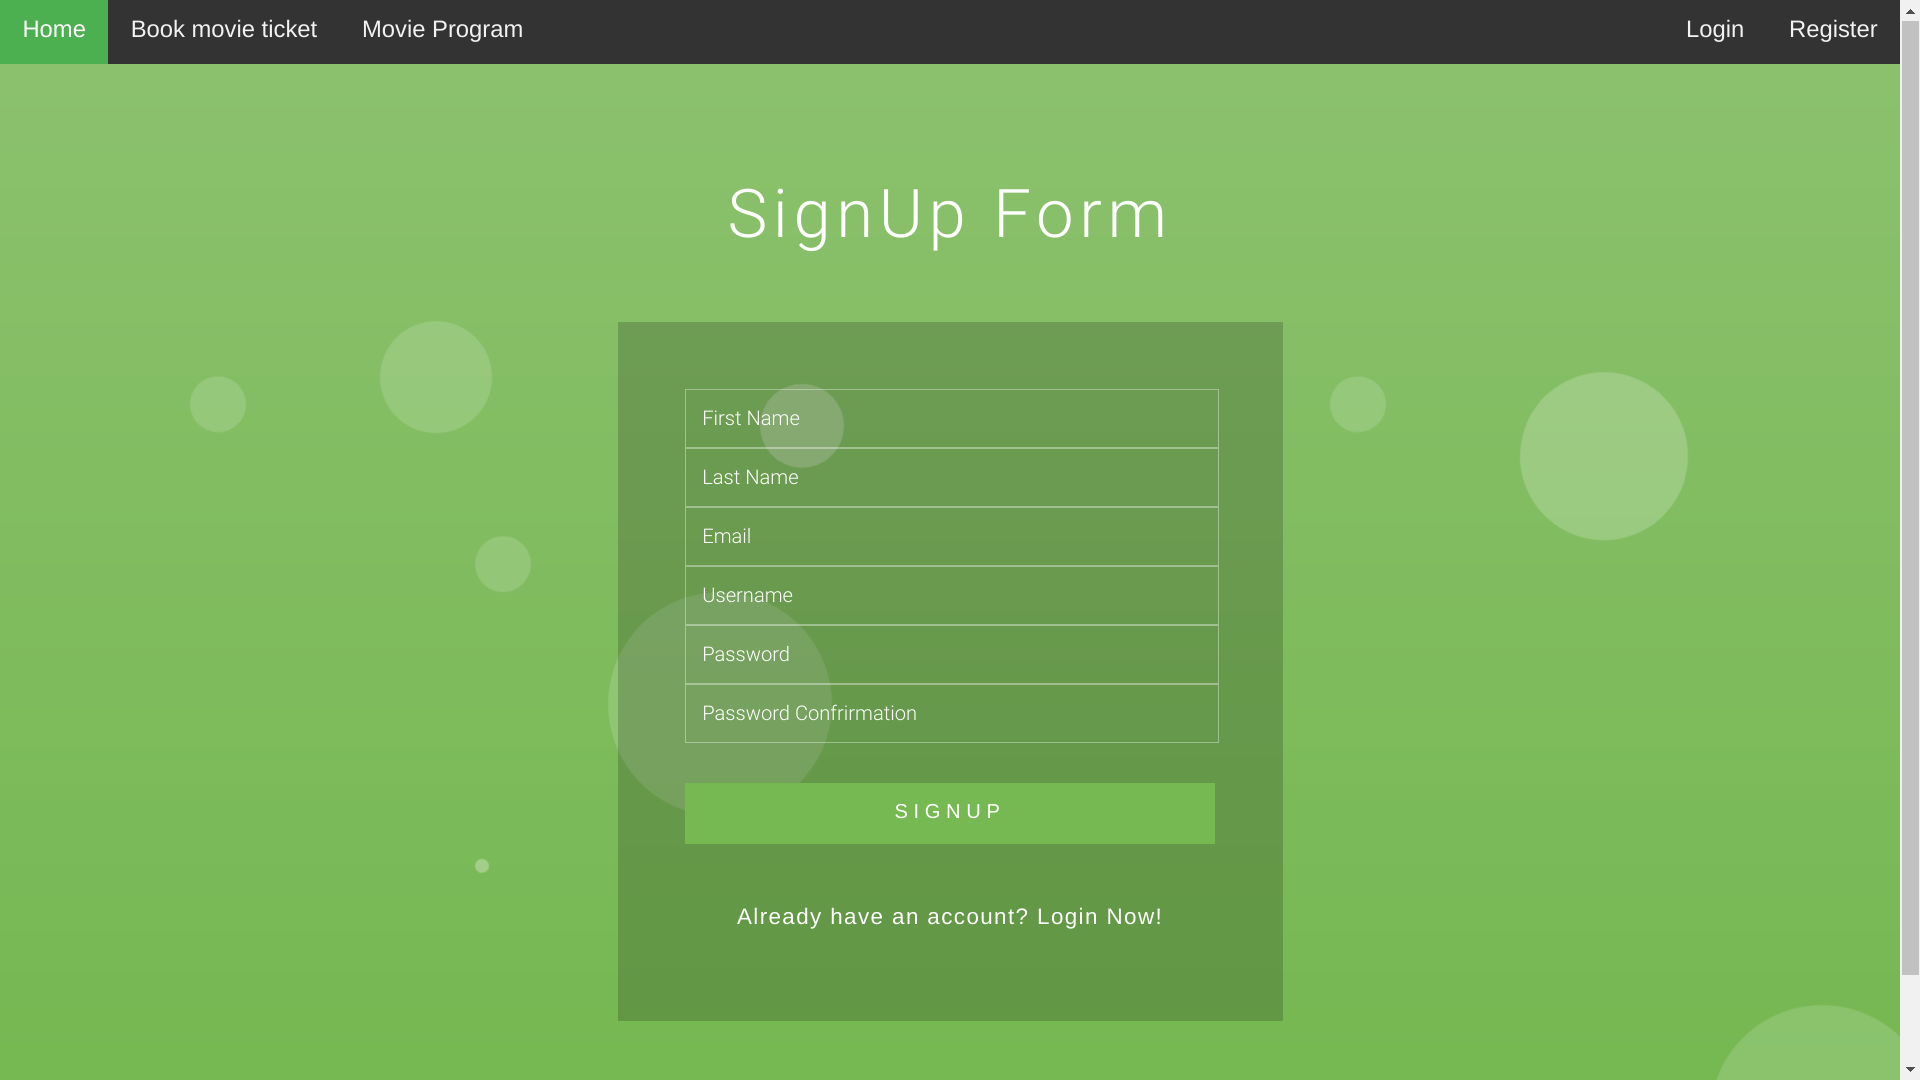 Home Book movie ticket Movie Program Login Register
SignUp Form
First Name
Last Name
Email
Username
Password
Password Confrirmation
SIGNUP
Already have an account? Login Now!